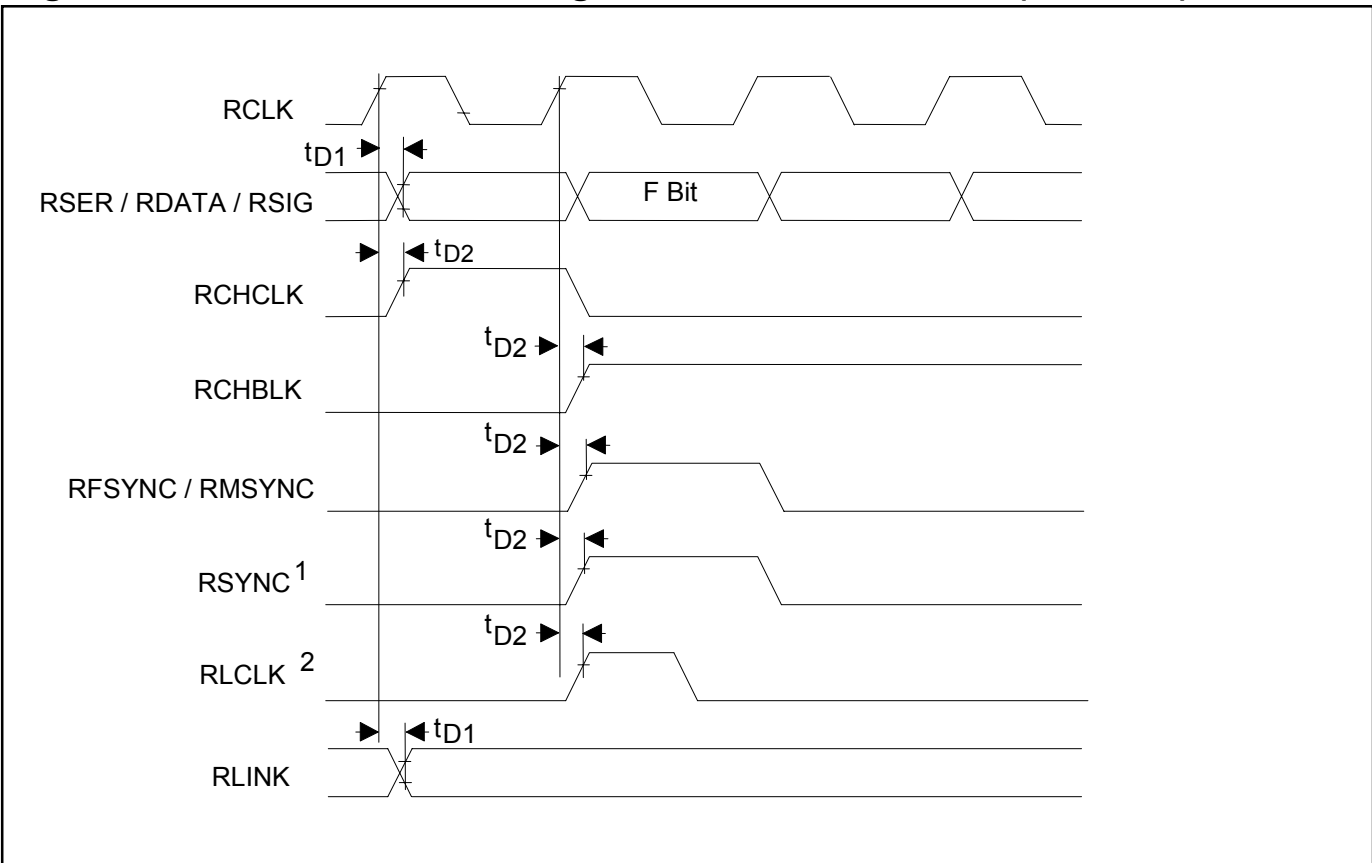 RCLK
tD1
RSER / RDATA / RSIG
F Bit
tD2
RCHCLK
tD2
RCHBLK
tD2
RFSYNC / RMSYNC
tD2
RSYNC 1
tD2
RLCLK 2
tD1
RLINK